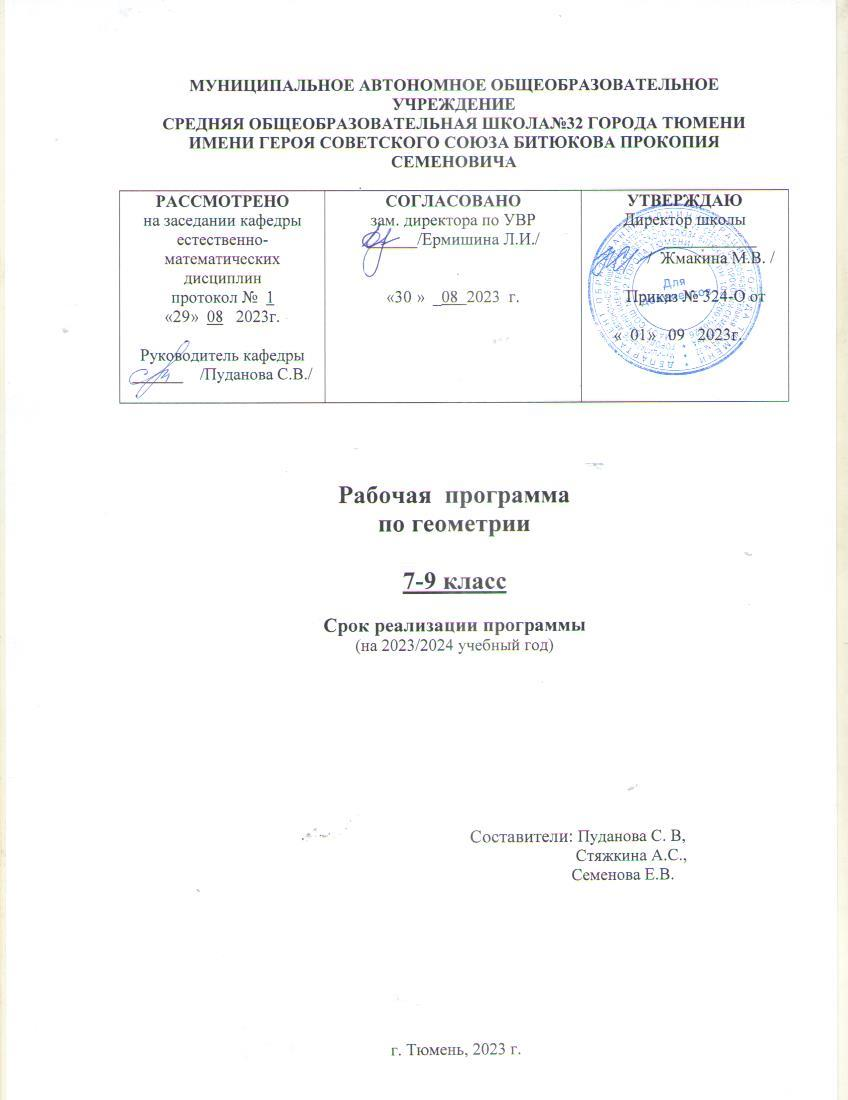 МУНИЦИПАЛЬНОЕ АВТОНОМНОЕ ОБЩЕОБРАЗОВАТЕЛЬНОЕ
УЧРЕЖДЕНИЕ
СРЕДНЯЯ ОБЩЕОБРАЗОВАТЕЛЬНАЯ ШКОЛА№32 ГОРОДА ТЮМЕНИ
ИМЕНИ ГЕРОЯ СОВЕТСКОГО СОЮЗА БИТЮКОВА ПРОКОПИЯ
СЕМЕНОВИЧА
РАССМОТРЕНО
на заседании кафедры
естественно-
математических
дисциплин
протокол № 1
«29» 08 2023г.
Руководитель кафедры
/Пуданова С.В./
СОГЛАСОВАНО
зам. директора по УВР
/Ермишина Л.И./
«30 » _08_2023 г.
УТВЕРЖДАЮ
Директор школы
/ Жмакина М.В. /
Приказ № 324-О от
« 01» 09 2023г.
Для
документов
Рабочая программа
по геометрии
7-9 класс
Срок реализации программы
(на 2023/2024 учебный год)
Составители: Пуданова С. В,
Стяжкина А.С.,
Семенова Е.В.
г. Тюмень, 2023 г.